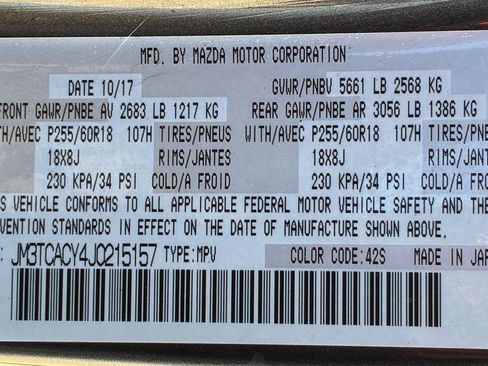 MFD. BY MAZDA MOTOR CORPORATION
DATE 10/17 GVWR/PNBV 5661 LB 2568 KG
FRONT GAWR/PNBE AV 2683 LB 1217 KG REAR GAWR/PNBE AR 3056 LB 1386 KG
TH/AVEC P255/60R18 107H TIRES/PNEUS WITH/AVEC P255/60R18 107H TIRES/PNEUS
18X8J RIMS/JANTES 18X8J RIMS/JANTES
230 KPA/34 PSI COLD/A FROID 230 KPA/34 PSI COLD/A FROID
S VEHICLE CONFORMS TO ALL APPLICABLE FEDERAL MOTOR VEHICLE SAFETY AND THE
VENTION STANDARDS IN EFFECT ON THE DATE OF MANUFACTURE SHOWN ABOVE.
JM3TCACY4J0215157 TYPE:MPV COLOR CODE:42S MADE IN JAP